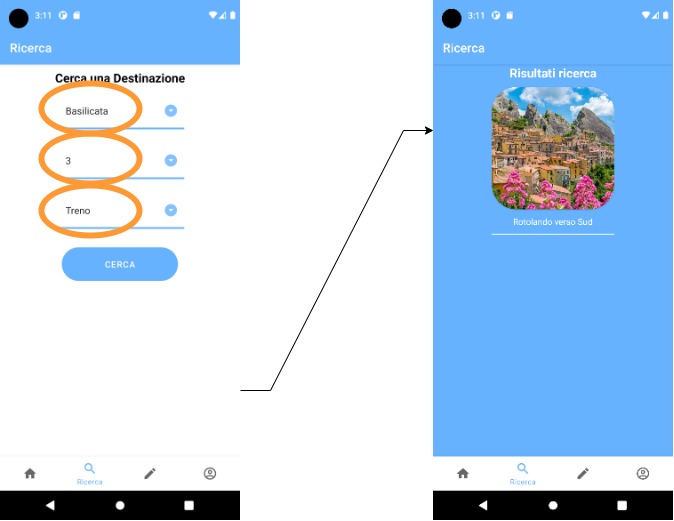 3:11
Ricerca
Cerca una Destinazione
Basilicata
3
Treno
CERCA
Ricerca
3:11
Ricerca
Risultati ricerca
Rotolando verso Sud
Ricerca